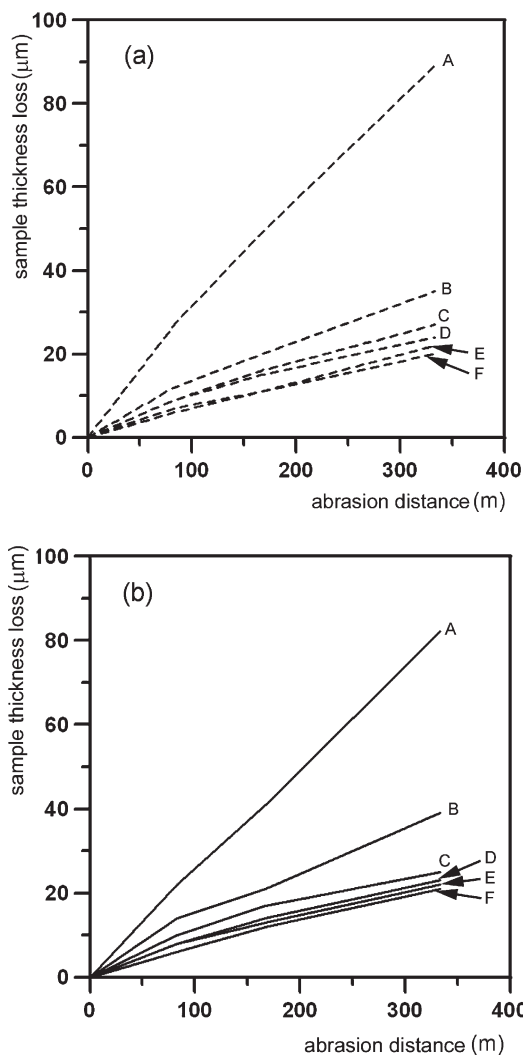 100
(a)
A
80
60
40
B
C
D
20
E
F
0
0 100 200 300 400
sample thickness loss (μm)
abrasion distance (m)
100
(b)
A
80
60
40
B
D
C
E
20
F
0
0 100 200 300 400
sample thickness loss (μm)
abrasion distance (m)